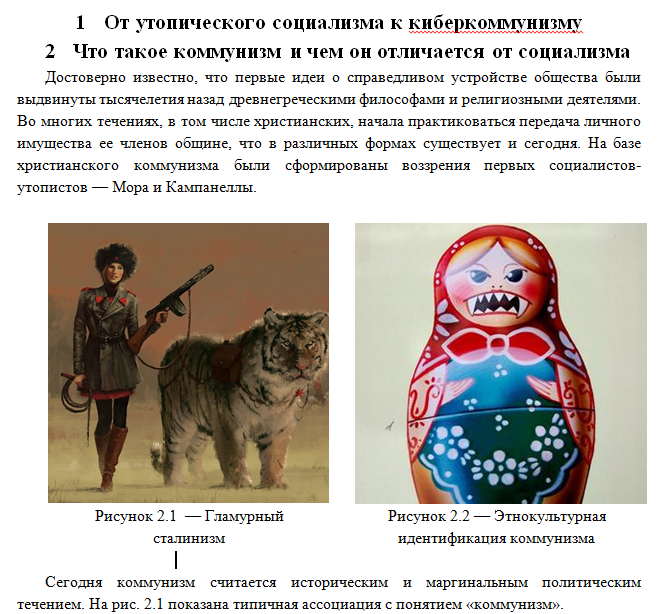 1 От утопического социализма к киберкоммунизму
2 Что такое коммунизм и чем он отличается от социализма
Достоверно известно, что первые идеи о справедливом устройстве общества были
выдвинуты тысячелетия назад древнегреческими философами и религиозными деятелями.
Во многих течениях, в том числе христианских, начала практиковаться передача личного
имущества ее членов общине, что в различных формах существует и сегодня. На базе
христианского коммунизма были сформированы воззрения первых социалистов-
утопистов — Мора и Кампанеллы.
Рисунок 2.1 — Гламурный
сталинизм
Рисунок 2.2 — Этнокультурная
идентификация коммунизма
Сегодня коммунизм считается историческим и маргинальным политическим
течением. На рис. 2.1 показана типичная ассоциация с понятием «коммунизм».